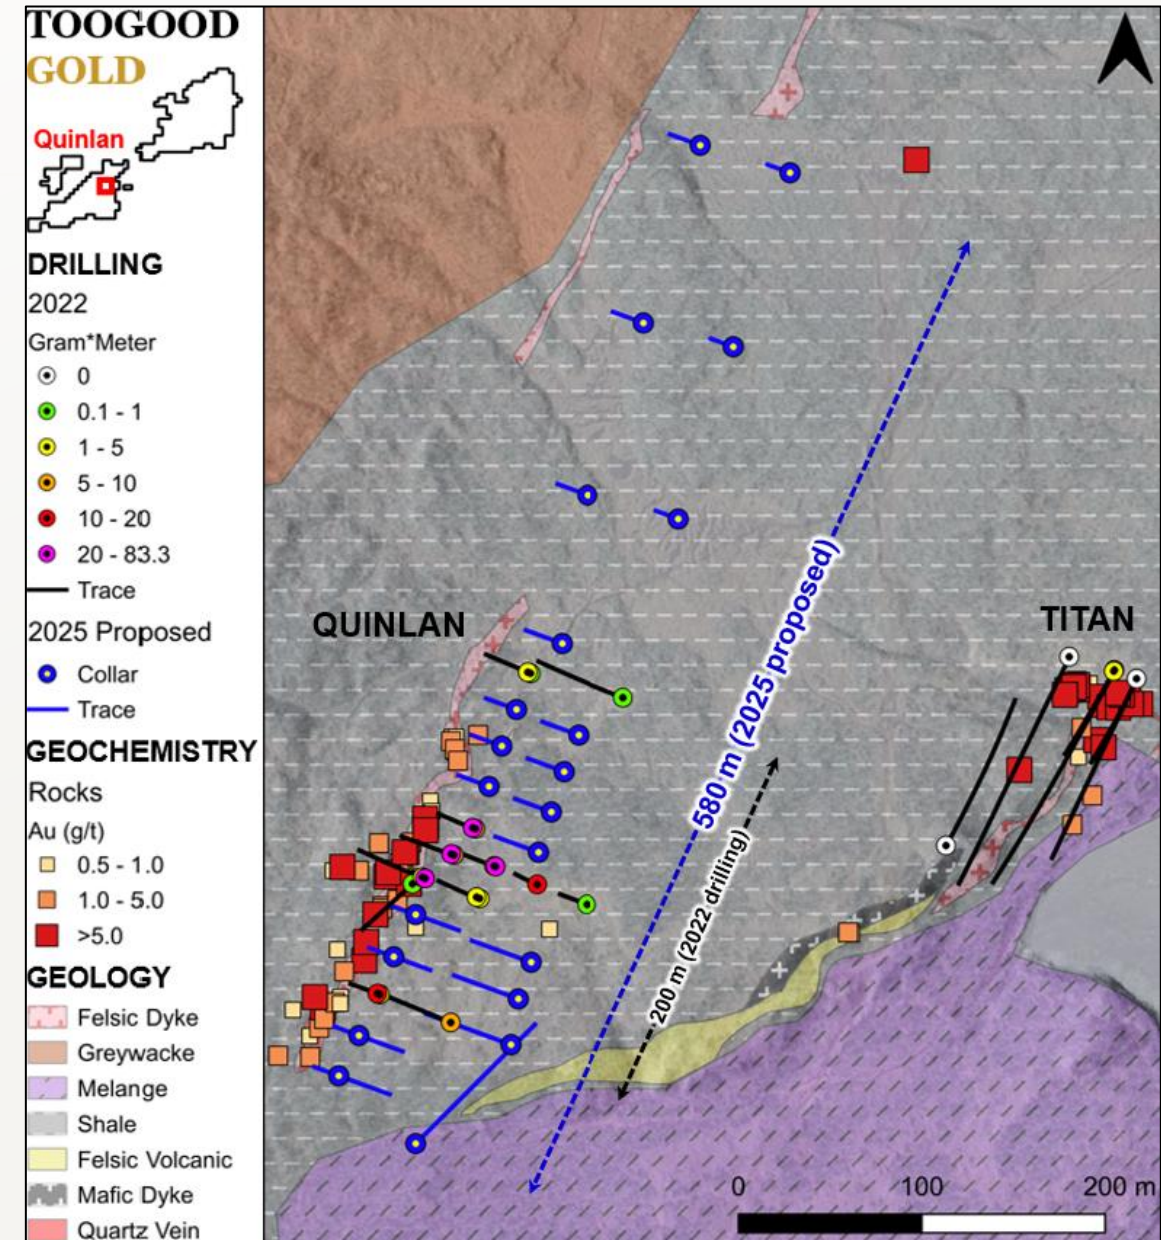 TOOGOOD
GOLD
Quinlan
DRILLING
2022
Gram*Meter
0
0.1 - 1
1 - 5
5 - 10
10 - 20
20 - 83.3
Trace
2025 Proposed
Collar
Trace
GEOCHEMISTRY
Rocks
Au (g/t)
0.5 - 1.0
1.0 - 5.0
>5.0
GEOLOGY
Felsic Dyke
Greywacke
Melange
Shale
Felsic Volcanic
Mafic Dyke
Quartz Vein
QUINLAN
TITAN
580 m (2025 proposed)
200 m (2022 drilling)
0 100 200 m